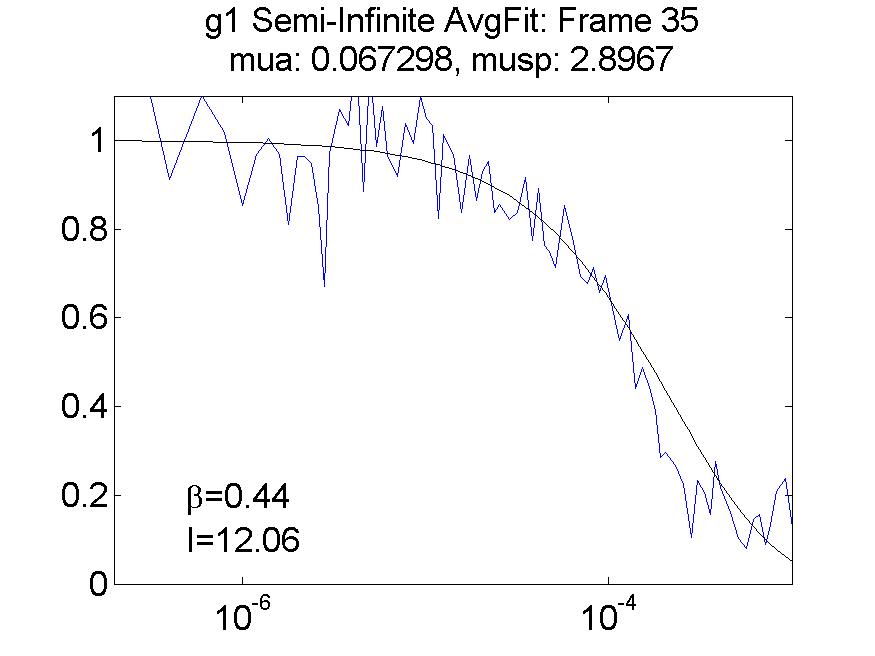 g1 Semi-Infinite AvgFit: Frame 35
mua: 0.067298, musp: 2.8967
1
0.8
0.6
0.4
0.2
0
β=0.44
I=12.06
10^-6
10^-4